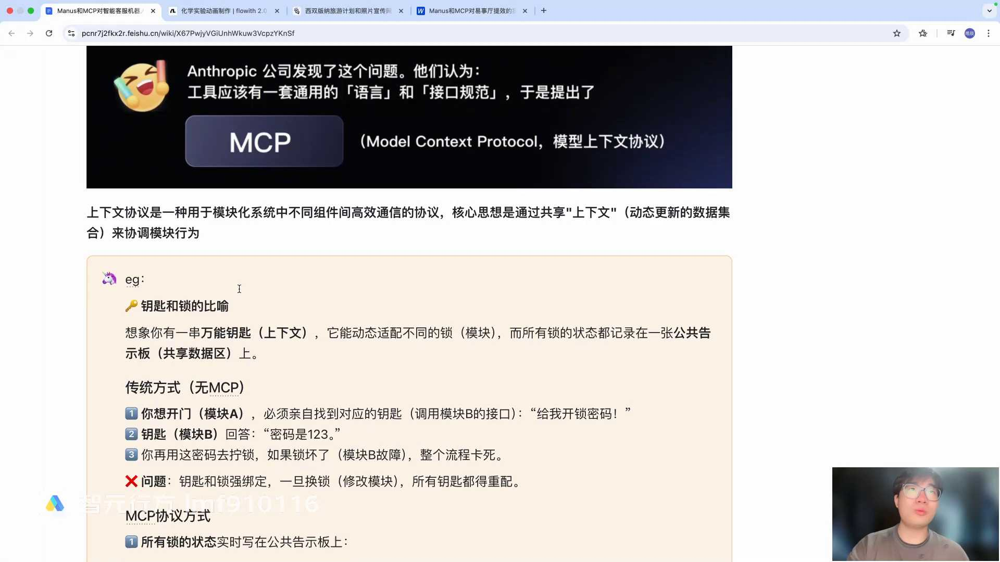 Manus和MCP对智能客服机器人
化学实验动画制作 | flowith 2.0
西双版纳旅游计划和照片宣传网
Manus和MCP对易事厅提效的
pcnr7j2fkx2r.feishu.cn/wiki/X67PwjyVGiUnhWkuw3VcpzYKnSf
皓辰
Anthropic 公司发现了这个问题。他们认为：
工具应该有一套通用的「语言」和「接口规范」，于是提出了
MCP
（Model Context Protocol，模型上下文协议）
上下文协议是一种用于模块化系统中不同组件间高效通信的协议，核心思想是通过共享"上下文"（动态更新的数据集
合）来协调模块行为
eg：
钥匙和锁的比喻
想象你有一串万能钥匙（上下文），它能动态适配不同的锁（模块），而所有锁的状态都记录在一张公共告
示板（共享数据区）上。
传统方式（无MCP）
1 你想开门（模块A），必须亲自找到对应的钥匙（调用模块B的接口）：“给我开锁密码！”
2 钥匙（模块B）回答：“密码是123。”
3 你再用这密码去拧锁，如果锁坏了（模块B故障），整个流程卡死。
❌ 问题：钥匙和锁强绑定，一旦换锁（修改模块），所有钥匙都得重配。
智元行方 lmf910116
MCP协议方式
1 所有锁的状态实时写在公共告示板上：